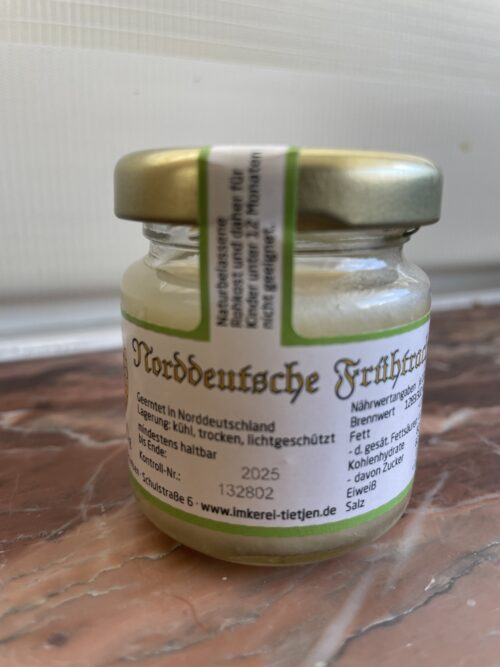 Naturbelassene
Rohkost und daher für
Kinder unter 12 Monaten
nicht geeignet.
Norddeutsche
Geerntet in Norddeutschland
Lagerung: kühl, trocken, lichtgeschützt
mindestens haltbar
bis Ende: 2025
Kontroll-Nr.: 132802
Schulstraße 6 · www.imkerei-tietjen.de
Nährwertangaben
Brennwert
Fett
- d. gesät. Fettsäuren
Kohlenhydrate
- davon Zucker
Eiweiß
Salz